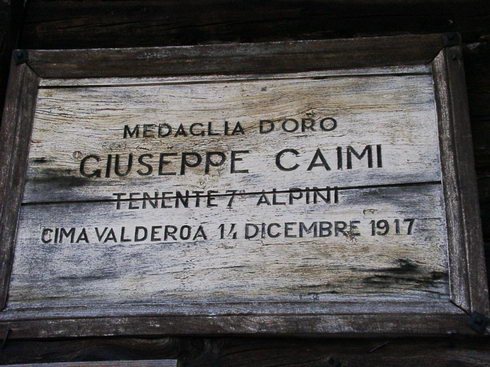 MEDAGLIA D'ORO
GIUSEPPE CAIMI
TENENTE 7° ALPINI
CIMA VALDEROA 14 DICEMBRE 1917